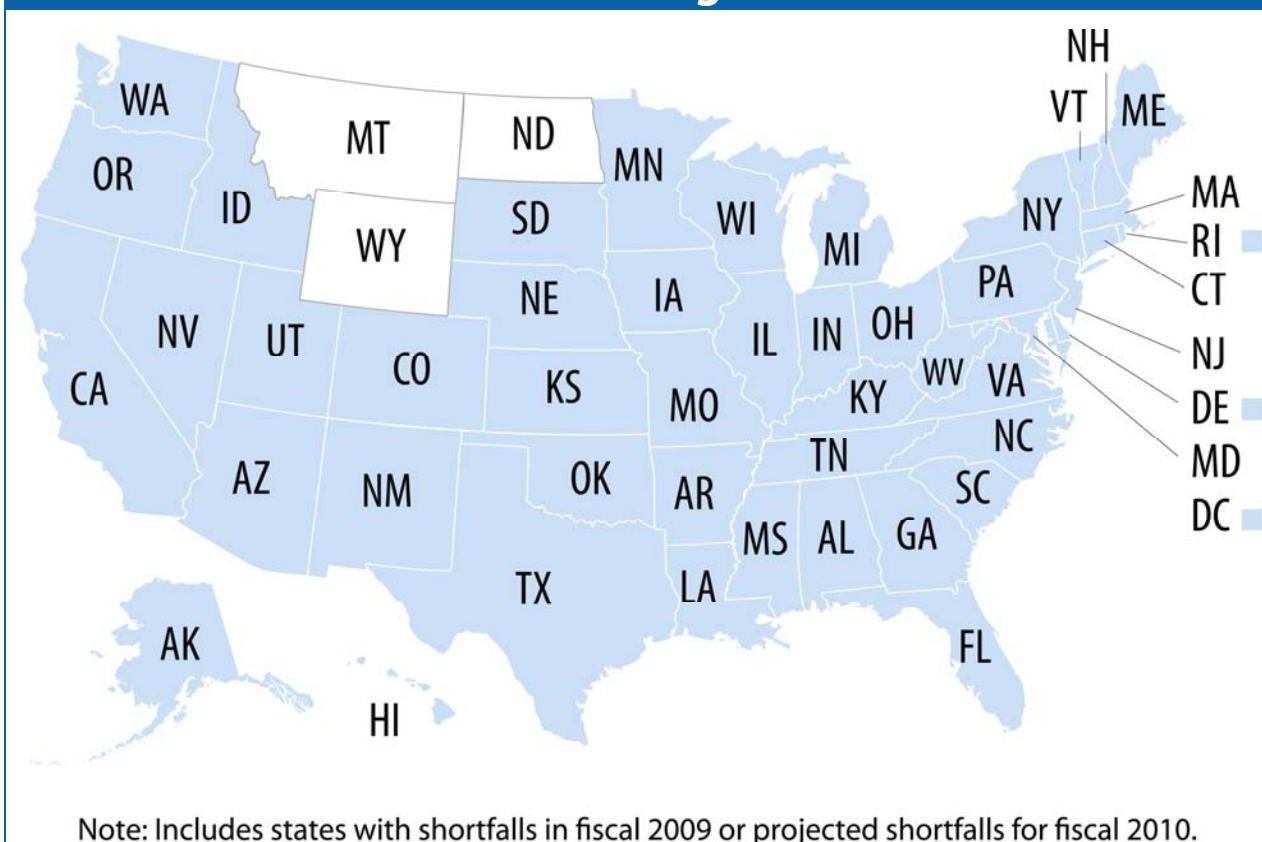 NH
VT
ME
WA
MT
ND
MN
OR
ID
SD
WI
NY
MA
WY
MI
RI
CT
NE
IA
PA
NV
UT
CO
IL
IN
OH
NJ
CA
KS
MO
KY
WV
VA
DE
AZ
NM
OK
AR
TN
NC
MD
SC
DC
MS
AL
GA
TX
LA
AK
FL
HI
Note: Includes states with shortfalls in fiscal 2009 or projected shortfalls for fiscal 2010.